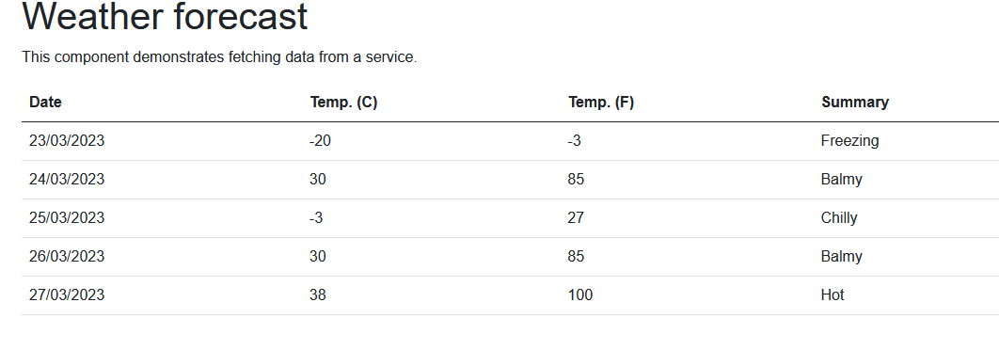 Weather forecast
This component demonstrates fetching data from a service.
Date Temp. (C) Temp. (F) Summary
23/03/2023 -20 -3 Freezing
24/03/2023 30 85 Balmy
25/03/2023 -3 27 Chilly
26/03/2023 30 85 Balmy
27/03/2023 38 100 Hot